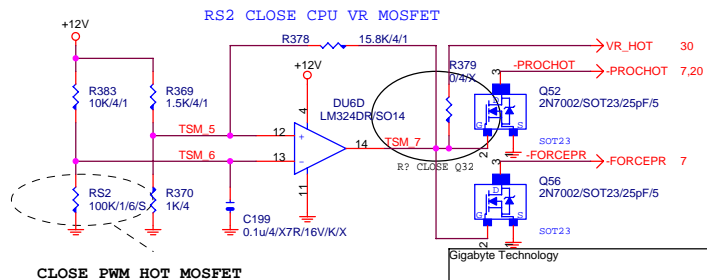 RS2 CLOSE CPU VR MOSFET
+12V
R378
15.8K/4/1
VR_HOT 30
+12V
R379
0/4/X
3
-PROCHOT
-PROCHOT 7,20
R383
10K/4/1
R369
1.5K/4/1
DU6D
LM324DR/SO14
Q52
2N7002/SOT23/25pF/5
4
D
G
S
TSM_5
12
+
14
TSM_7
2
1
SOT23
TSM_6
13
-
R? CLOSE Q32
3
-FORCEPR
-FORCEPR 7
RS2
100K/1/6/S
R370
1K/4
11
Q56
2N7002/SOT23/25pF/5
D
G
S
C199
0.1u/4/X7R/16V/K/X
2
1
SOT23
Gigabyte Technology
CLOSE PWM HOT MOSFET